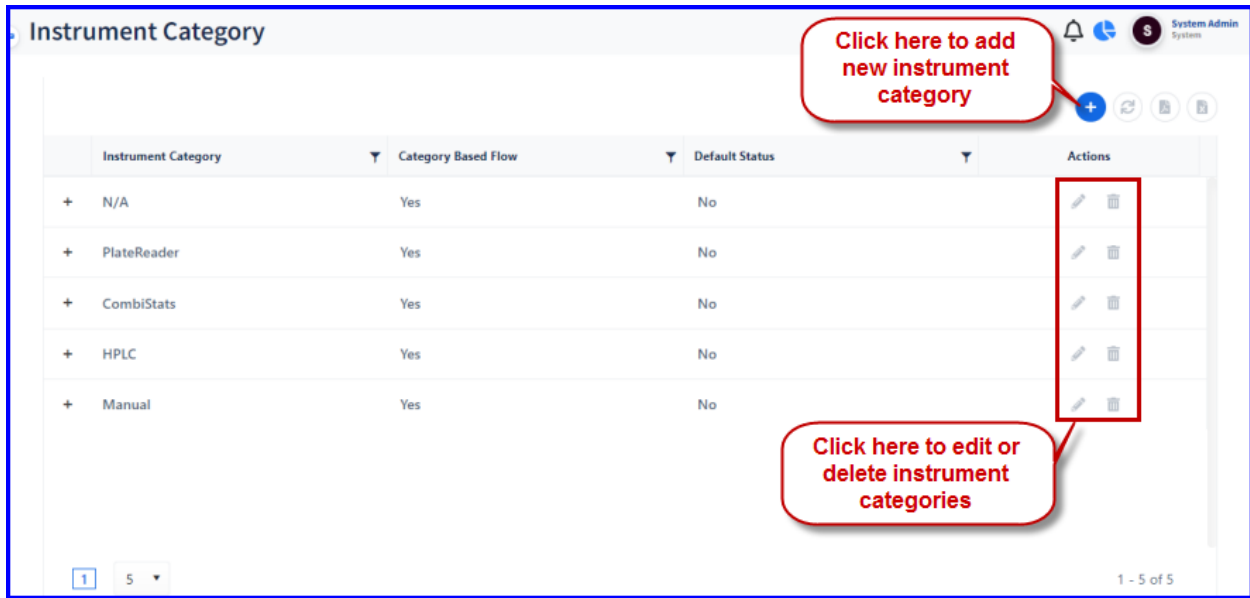 Instrument Category
Click here to add
new instrument
category
S
System Admin
System
+
Instrument Category
Category Based Flow
Default Status
Actions
+ N/A Yes No
+ PlateReader Yes No
+ CombiStats Yes No
+ HPLC Yes No
+ Manual Yes No
Click here to edit or
delete instrument
categories
1 5 1 - 5 of 5